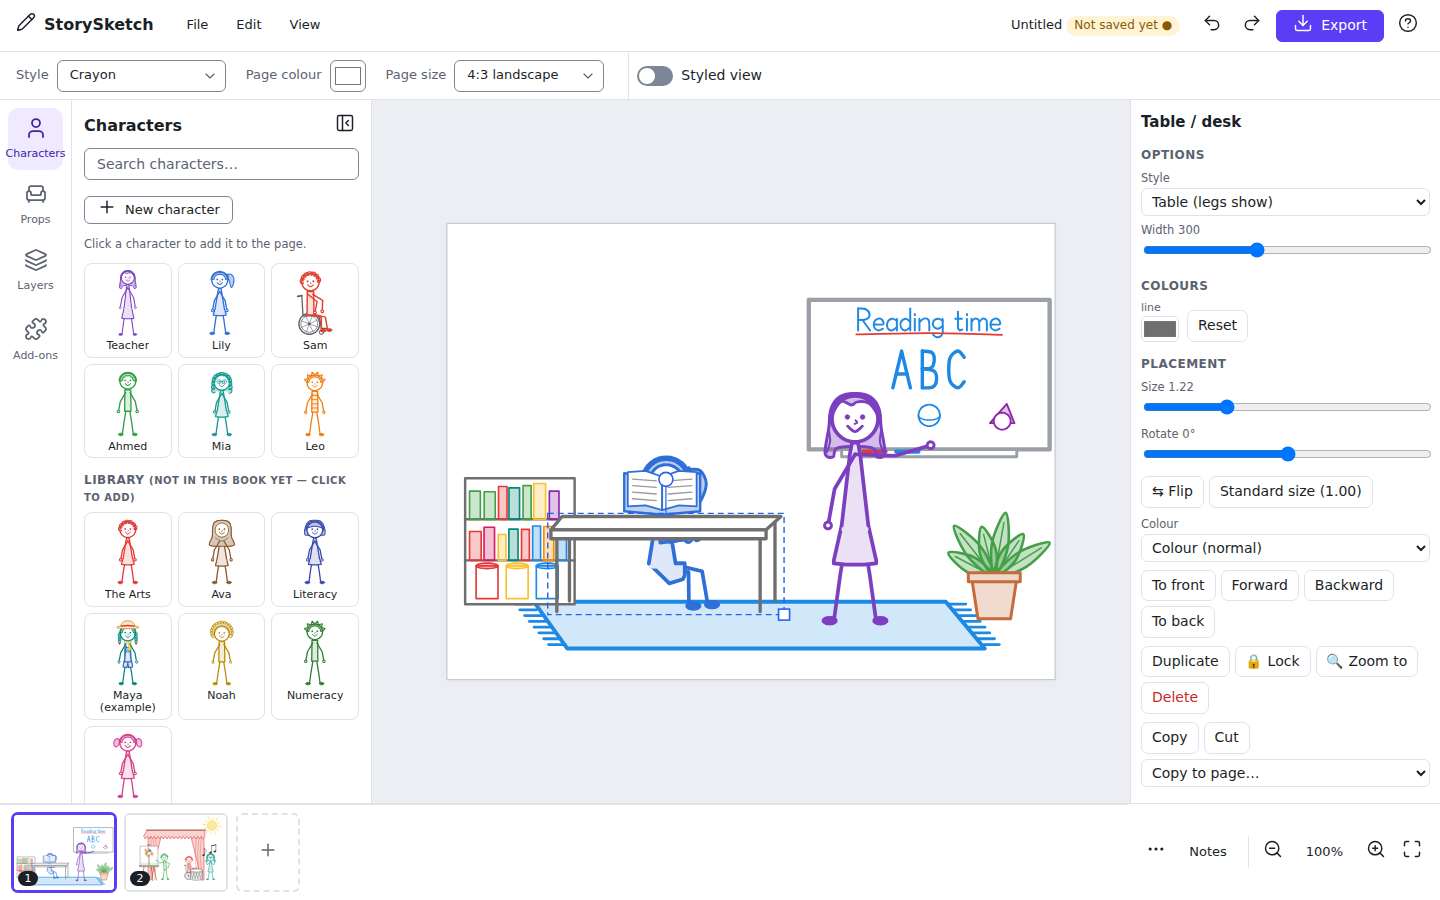 StorySketch File Edit View Untitled Not saved yet Export
Style Crayon Page colour Page size 4:3 landscape Styled view
Characters
Props
Layers
Add-ons
Characters
Search characters...
New character
Click a character to add it to the page.
Teacher Lily Sam
Ahmed Mia Leo
LIBRARY (NOT IN THIS BOOK YET — CLICK
TO ADD)
The Arts Ava Literacy
Maya
(example) Noah Numeracy
Reading time
ABC
Table / desk
OPTIONS
Style
Table (legs show)
Width 300
COLOURS
line
Reset
PLACEMENT
Size 1.22
Rotate 0°
⇆ Flip Standard size (1.00)
Colour
Colour (normal)
To front Forward Backward
To back
Duplicate 🔒 Lock 🔍 Zoom to
Delete
Copy Cut
Copy to page...
Reading time
ABC
1 2
Notes 100%